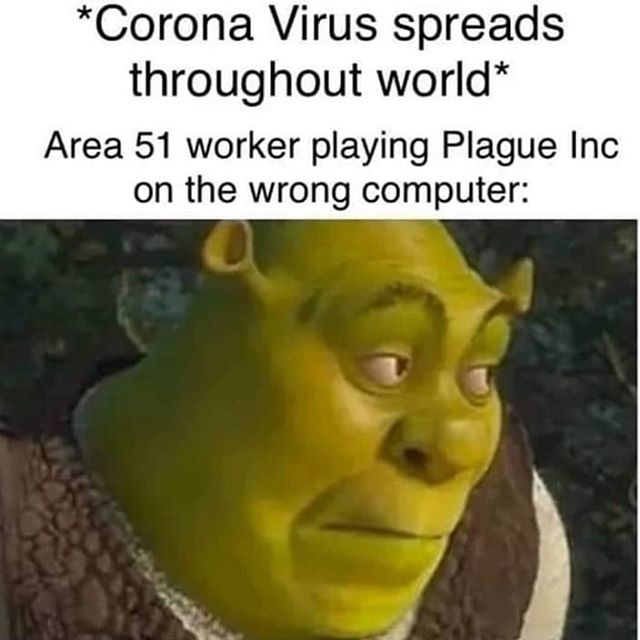 *Corona Virus spreads
throughout world*
Area 51 worker playing Plague Inc
on the wrong computer: